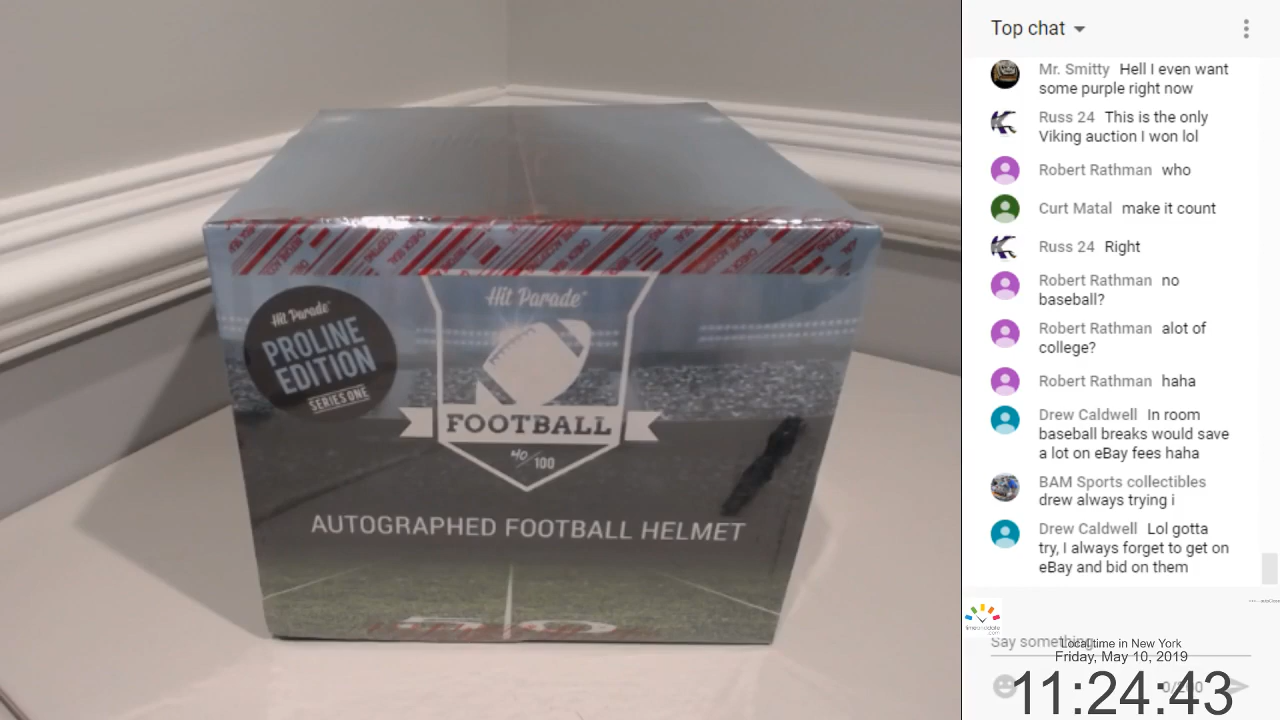 Hit Parade
PROLINE
EDITION
SERIES ONE
Hit Parade
FOOTBALL
40/100
AUTOGRAPHED FOOTBALL HELMET
Top chat
Mr. Smitty Hell I even want
some purple right now
Russ 24 This is the only
Viking auction I won lol
Robert Rathman who
Curt Matal make it count
Russ 24 Right
Robert Rathman no
baseball?
Robert Rathman alot of
college?
Robert Rathman haha
Drew Caldwell In room
baseball breaks would save
a lot on eBay fees haha
BAM Sports collectibles
drew always trying i
Drew Caldwell Lol gotta
try, I always forget to get on
eBay and bid on them
Say something
Local time in New York
Friday, May 10, 2019
11:24:43